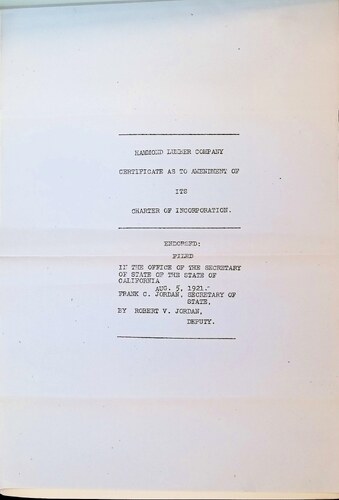 HAMMOND LUMBER COMPANY
CERTIFICATE AS TO AMENDMENT OF
ITS
CHARTER OF INCORPORATION.
ENDORSED:
FILED
IN THE OFFICE OF THE SECRETARY
OF STATE OF THE STATE OF
CALIFORNIA
AUG. 5, 1921.
FRANK C. JORDAN, SECRETARY OF
STATE,
BY ROBERT V. JORDAN,
DEPUTY.